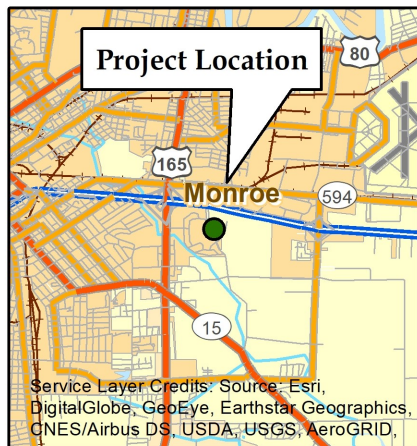 80
Project Location
165
Monroe
594
15
Service Layer Credits: Source: Esri,
DigitalGlobe, GeoEye, Earthstar Geographics,
CNES/Airbus DS, USDA, USGS, AeroGRID,